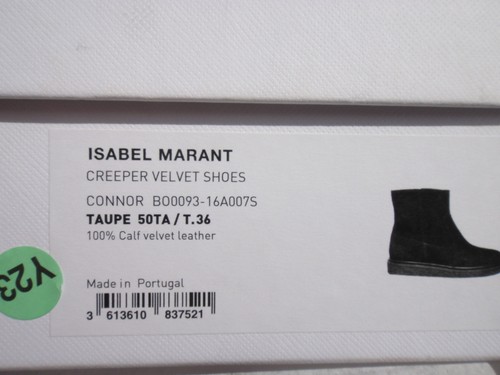 ISABEL MARANT
CREEPER VELVET SHOES
CONNOR BO0093-16A007S
TAUPE 50TA / T.36
100% Calf velvet leather
Made in Portugal
3 613610 837521
Y23